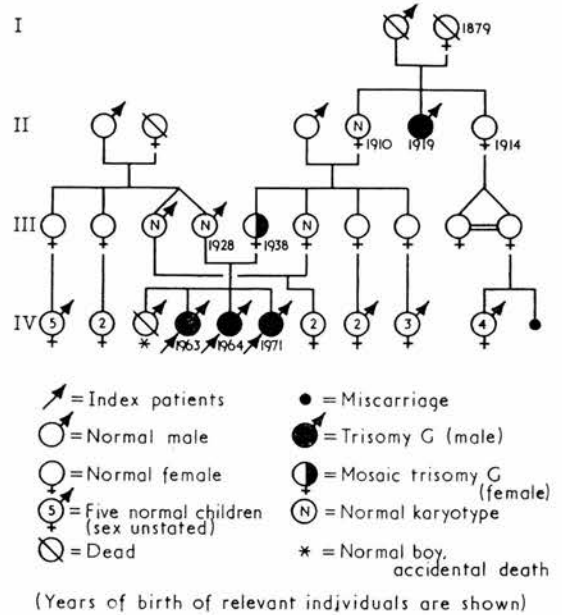 I
1879
II
N
1910
1919
1914
III
N
N
1928
1938
N
IV
5
2
*
1963
1964
1971
2
2
3
4
= Index patients
= Miscarriage
= Normal male
= Trisomy G (male)
= Normal female
= Mosaic trisomy G
(female)
5 = Five normal children
(sex unstated)
N = Normal karyotype
= Dead
* = Normal boy,
accidental death
(Years of birth of relevant individuals are shown)